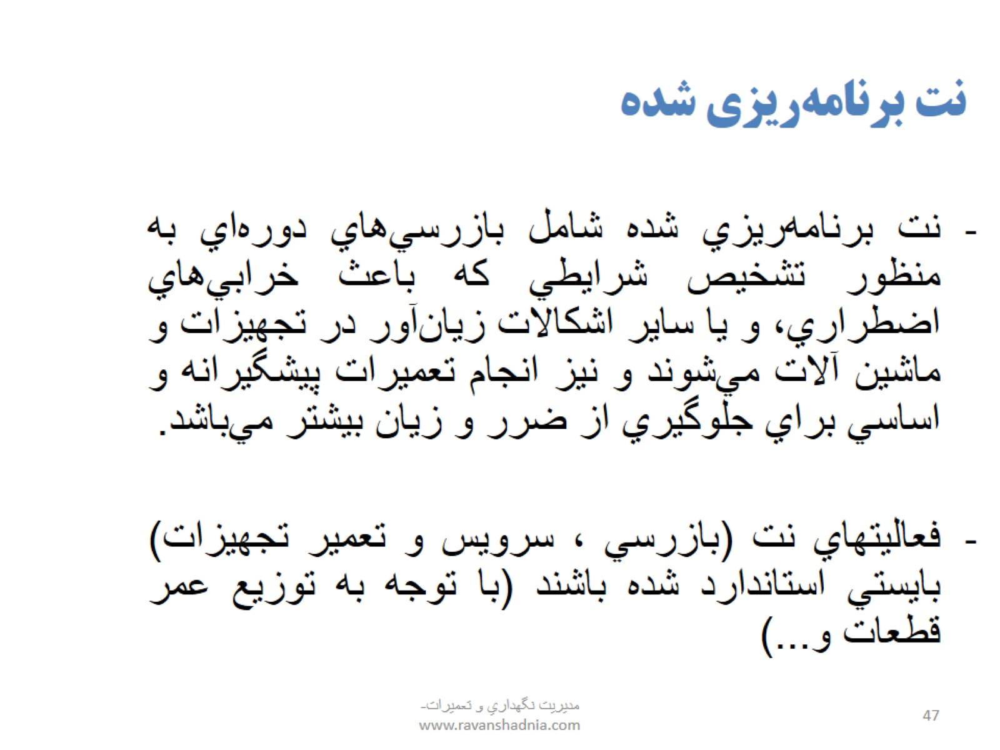 نت برنامه‌ریزی شده
- نت برنامه‌ريزي شده شامل بازرسي‌هاي دوره‌اي به
منظور تشخيص شرايطي كه باعث خرابي‌هاي
اضطراري، و يا ساير اشكالات زيان‌آور در تجهيزات و
ماشين آلات مي‌شوند و نيز انجام تعميرات پيشگيرانه و
اساسي براي جلوگيري از ضرر و زيان بيشتر مي‌باشد.
- فعاليتهاي نت (بازرسي ، سرويس و تعمير تجهيزات)
بايستي استاندارد شده باشند (با توجه به توزيع عمر
قطعات و...)
مديريت نگهداري و تعميرات-
www.ravanshadnia.com
47